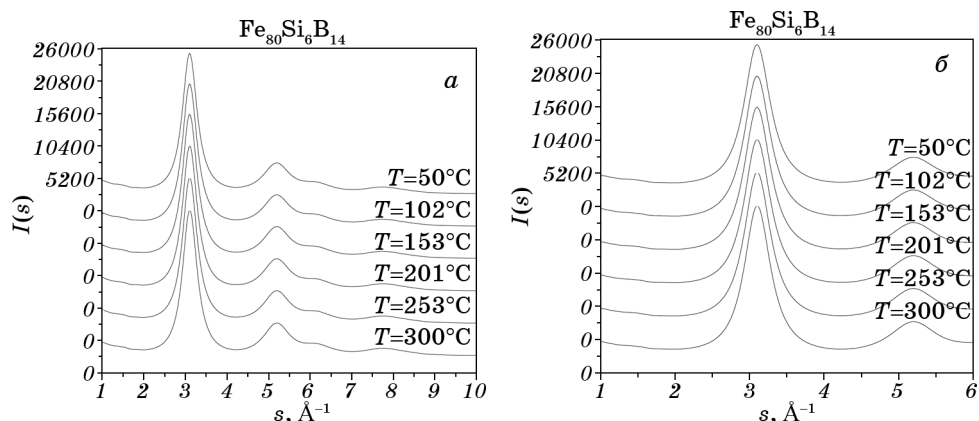 Fe₈₀Si₆B₁₄
26000
20800
15600
10400
5200
0
0
0
0
0
0
I(s)
а
T=50°C
T=102°C
T=153°C
T=201°C
T=253°C
T=300°C
1 2 3 4 5 6 7 8 9 10
s, Å⁻¹
Fe₈₀Si₆B₁₄
26000
20800
15600
10400
5200
0
0
0
0
0
0
I(s)
б
T=50°C
T=102°C
T=153°C
T=201°C
T=253°C
T=300°C
1 2 3 4 5 6
s, Å⁻¹